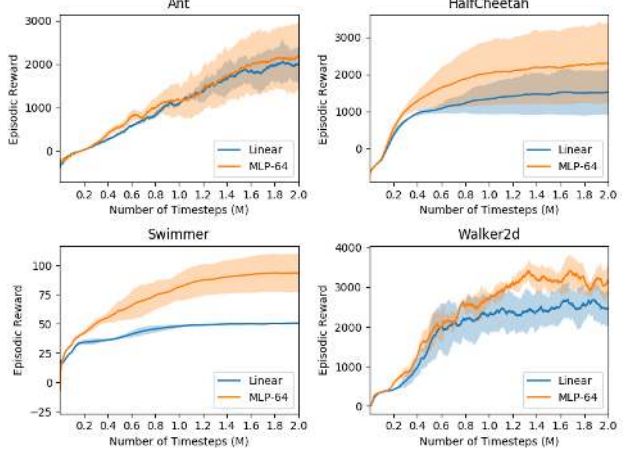 Ant
3000
2000
1000
0
Episodic Reward
Linear
MLP-64
0.2 0.4 0.6 0.8 1.0 1.2 1.4 1.6 1.8 2.0
Number of Timesteps (M)
HalfCheetah
3000
2000
1000
0
Episodic Reward
Linear
MLP-64
0.2 0.4 0.6 0.8 1.0 1.2 1.4 1.6 1.8 2.0
Number of Timesteps (M)
Swimmer
100
75
50
25
0
−25
Episodic Reward
Linear
MLP-64
0.2 0.4 0.6 0.8 1.0 1.2 1.4 1.6 1.8 2.0
Number of Timesteps (M)
Walker2d
4000
3000
2000
1000
0
Episodic Reward
Linear
MLP-64
0.2 0.4 0.6 0.8 1.0 1.2 1.4 1.6 1.8 2.0
Number of Timesteps (M)